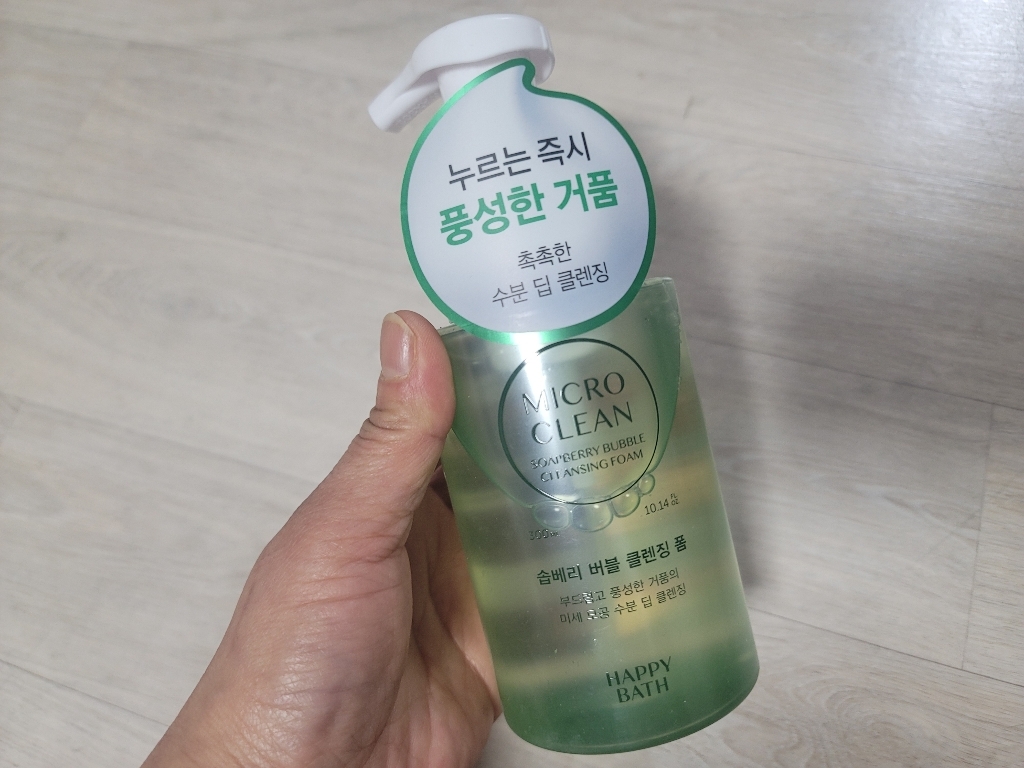 누르는 즉시
풍성한 거품
촉촉한
수분 딥 클렌징
MICRO
CLEAN
SOAPBERRY BUBBLE
CLEANSING FOAM
300ml
10.14 FL. OZ.
솝베리 버블 클렌징 폼
부드럽고 풍성한 거품의
미세 모공 수분 딥 클렌징
HAPPY
BATH